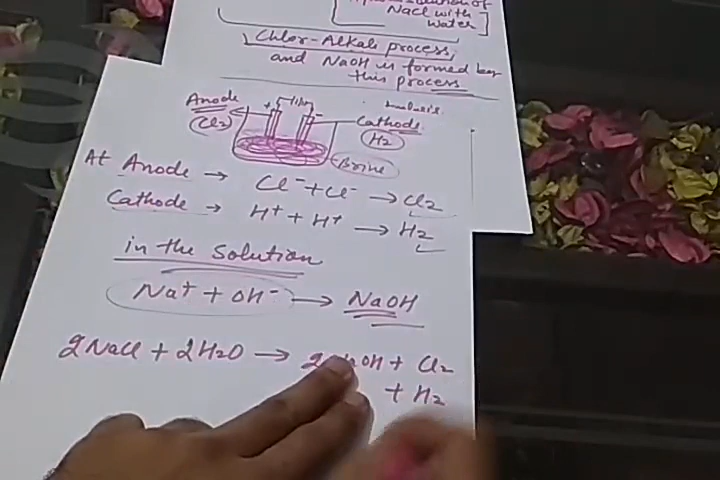 NaCl with
water
Chlor-Alkali process,
and NaOH is formed by
this process
Anode
+
-
Cathode
(Cl2)
(H2)
Brine
At Anode → Cl⁻ + Cl⁻ → Cl2
Cathode → H⁺ + H⁺ → H2
in the solution
Na⁺ + OH⁻ → NaOH
2NaCl + 2H2O → 2 OH + Cl2
+ H2